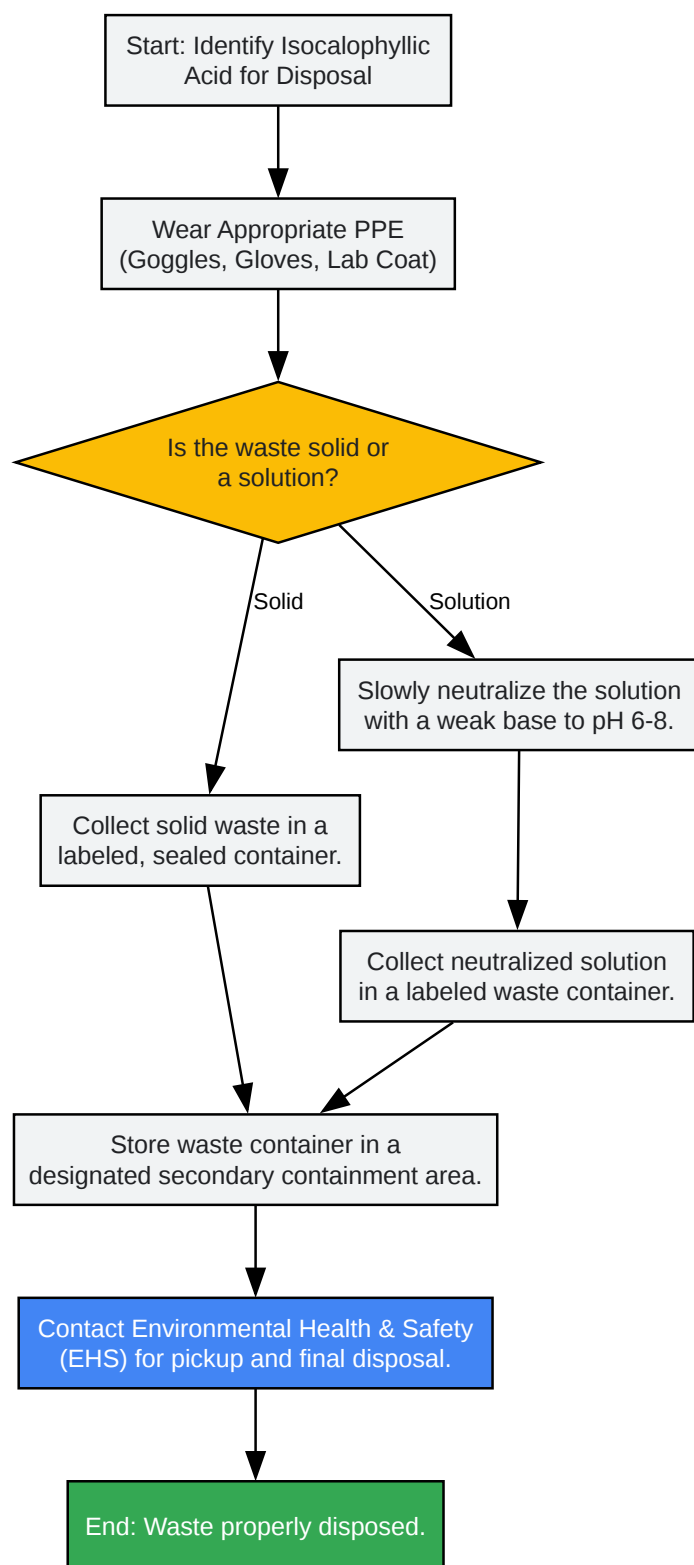 Start: Identify Isocalophyllic
Acid for Disposal
Wear Appropriate PPE
(Goggles, Gloves, Lab Coat)
Is the waste solid or
a solution?
Solid
Solution
Slowly neutralize the solution
with a weak base to pH 6-8.
Collect solid waste in a
labeled, sealed container.
Collect neutralized solution
in a labeled waste container.
Store waste container in a
designated secondary containment area.
Contact Environmental Health & Safety
(EHS) for pickup and final disposal.
End: Waste properly disposed.